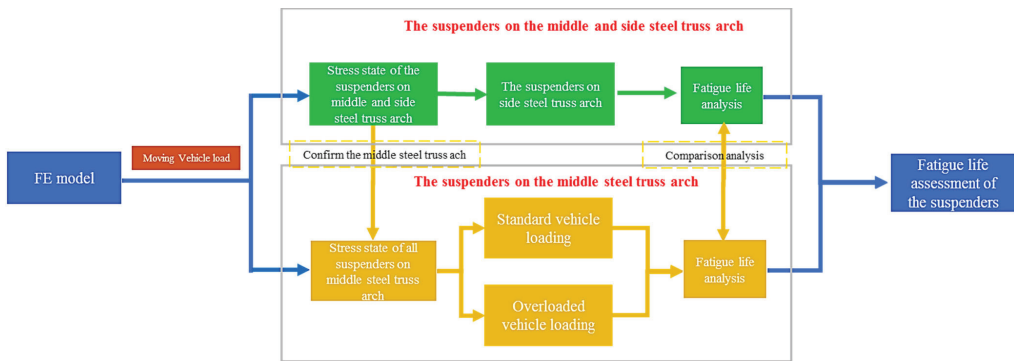 The suspenders on the middle and side steel truss arch
Stress state of the
suspenders on
middle and side
steel truss arch
The suspenders on
side steel truss arch
Fatigue life
analysis
Moving Vehicle load
Confirm the middle steel truss ach
Comparison analysis
FE model
The suspenders on the middle steel truss arch
Fatigue life
assessment of
the suspenders
Standard vehicle
loading
Stress state of all
suspenders on
middle steel truss
arch
Fatigue life
analysis
Overloaded
vehicle loading